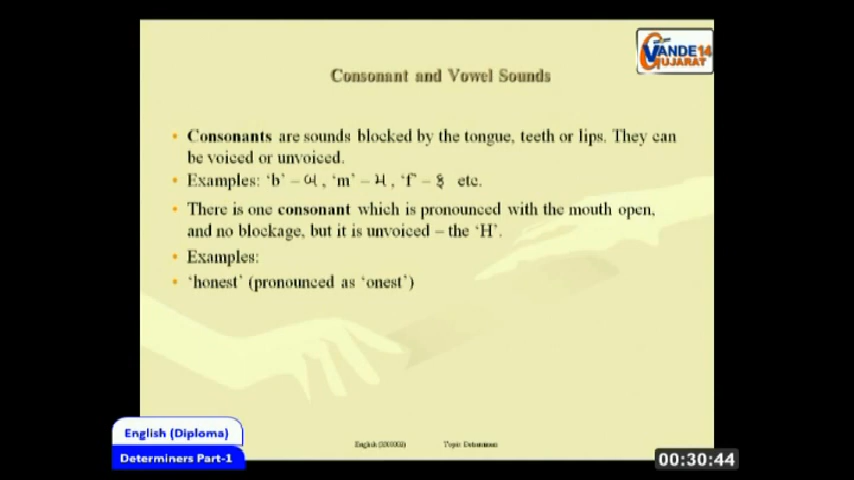 VANDE 14
GUJARAT
Consonant and Vowel Sounds
• Consonants are sounds blocked by the tongue, teeth or lips. They can
be voiced or unvoiced.
• Examples: ‘b’ – બ , ‘m’ – મ , ‘f’ – ફ etc.
• There is one consonant which is pronounced with the mouth open,
and no blockage, but it is unvoiced – the ‘H’.
• Examples:
• ‘honest’ (pronounced as ‘onest’)
English (Diploma)
Determiners Part-1
English Topic: Determiners
00:30:44